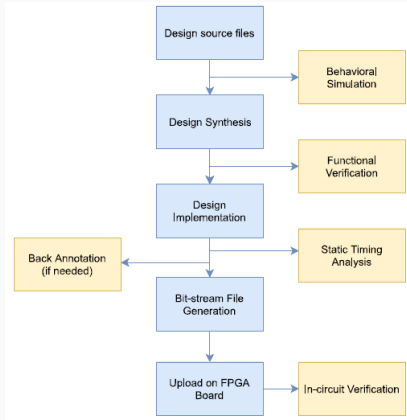 Design source files
Behavioral
Simulation
Design Synthesis
Functional
Verification
Design
Implementation
Static Timing
Analysis
Back Annotation
(if needed)
Bit-stream File
Generation
Upload on FPGA
Board
In-circuit Verification